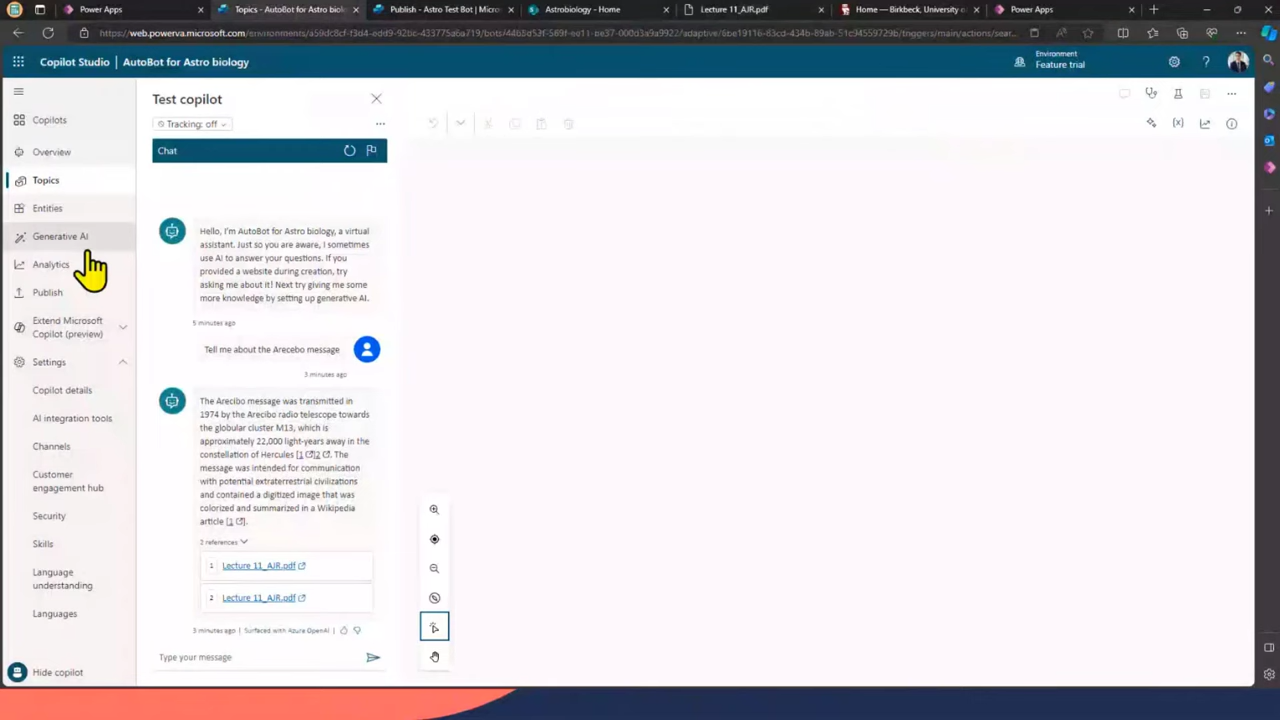 Power Apps
Topics - AutoBot for Astro biolo
Publish - Astro Test Bot | Micros
Astrobiology - Home
Lecture 11_AJR.pdf
Home — Birkbeck, University o
Power Apps
Copilot Studio | AutoBot for Astro biology
Environment
Feature trial
Copilots
Overview
Topics
Entities
Generative AI
Analytics
Publish
Extend Microsoft
Copilot (preview)
Settings
Copilot details
AI integration tools
Channels
Customer
engagement hub
Security
Skills
Language
understanding
Languages
Hide copilot
Test copilot
Tracking: off
Chat
Hello, I'm AutoBot for Astro biology, a virtual
assistant. Just so you are aware, I sometimes
use AI to answer your questions. If you
provided a website during creation, try
asking me about it! Next try giving me some
more knowledge by setting up generative AI.
5 minutes ago
Tell me about the Arecebo message
3 minutes ago
The Arecibo message was transmitted in
1974 by the Arecibo radio telescope towards
the globular cluster M13, which is
approximately 22,000 light-years away in the
constellation of Hercules [1]2. The
message was intended for communication
with potential extraterrestrial civilizations
and contained a digitized image that was
colorized and summarized in a Wikipedia
article [1].
2 references
1 Lecture 11_AJR.pdf
2 Lecture 11_AJR.pdf
3 minutes ago | Surfaced with Azure OpenAI
Type your message